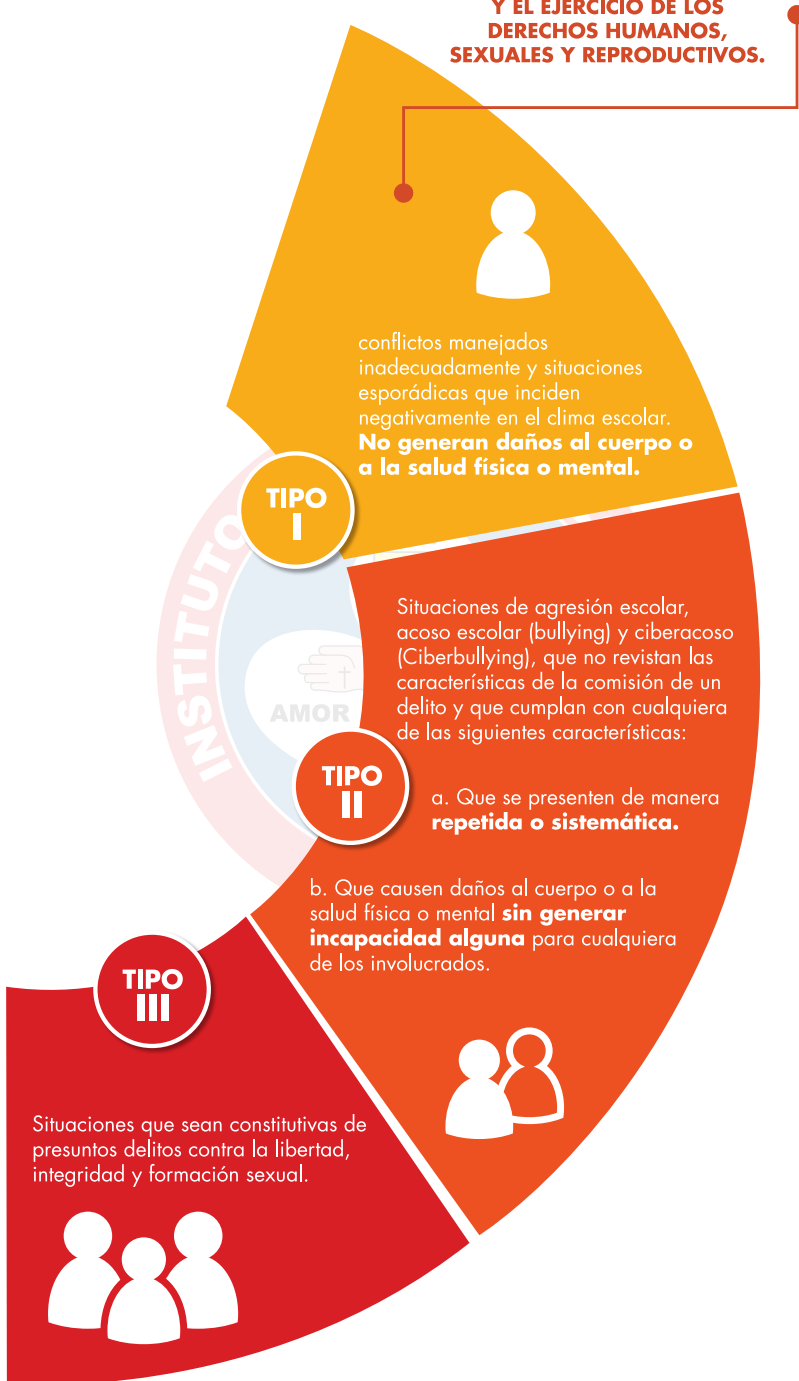 Y EL EJERCICIO DE LOS
DERECHOS HUMANOS,
SEXUALES Y REPRODUCTIVOS.
conflictos manejados
inadecuadamente y situaciones
esporádicas que inciden
negativamente en el clima escolar.
No generan daños al cuerpo o
a la salud física o mental.
TIPO
I
INSTITUTO
AMOR
Situaciones de agresión escolar,
acoso escolar (bullying) y ciberacoso
(Ciberbullying), que no revistan las
características de la comisión de un
delito y que cumplan con cualquiera
de las siguientes características:
TIPO
II
a. Que se presenten de manera
repetida o sistemática.
b. Que causen daños al cuerpo o a la
salud física o mental sin generar
incapacidad alguna para cualquiera
de los involucrados.
TIPO
III
Situaciones que sean constitutivas de
presuntos delitos contra la libertad,
integridad y formación sexual.